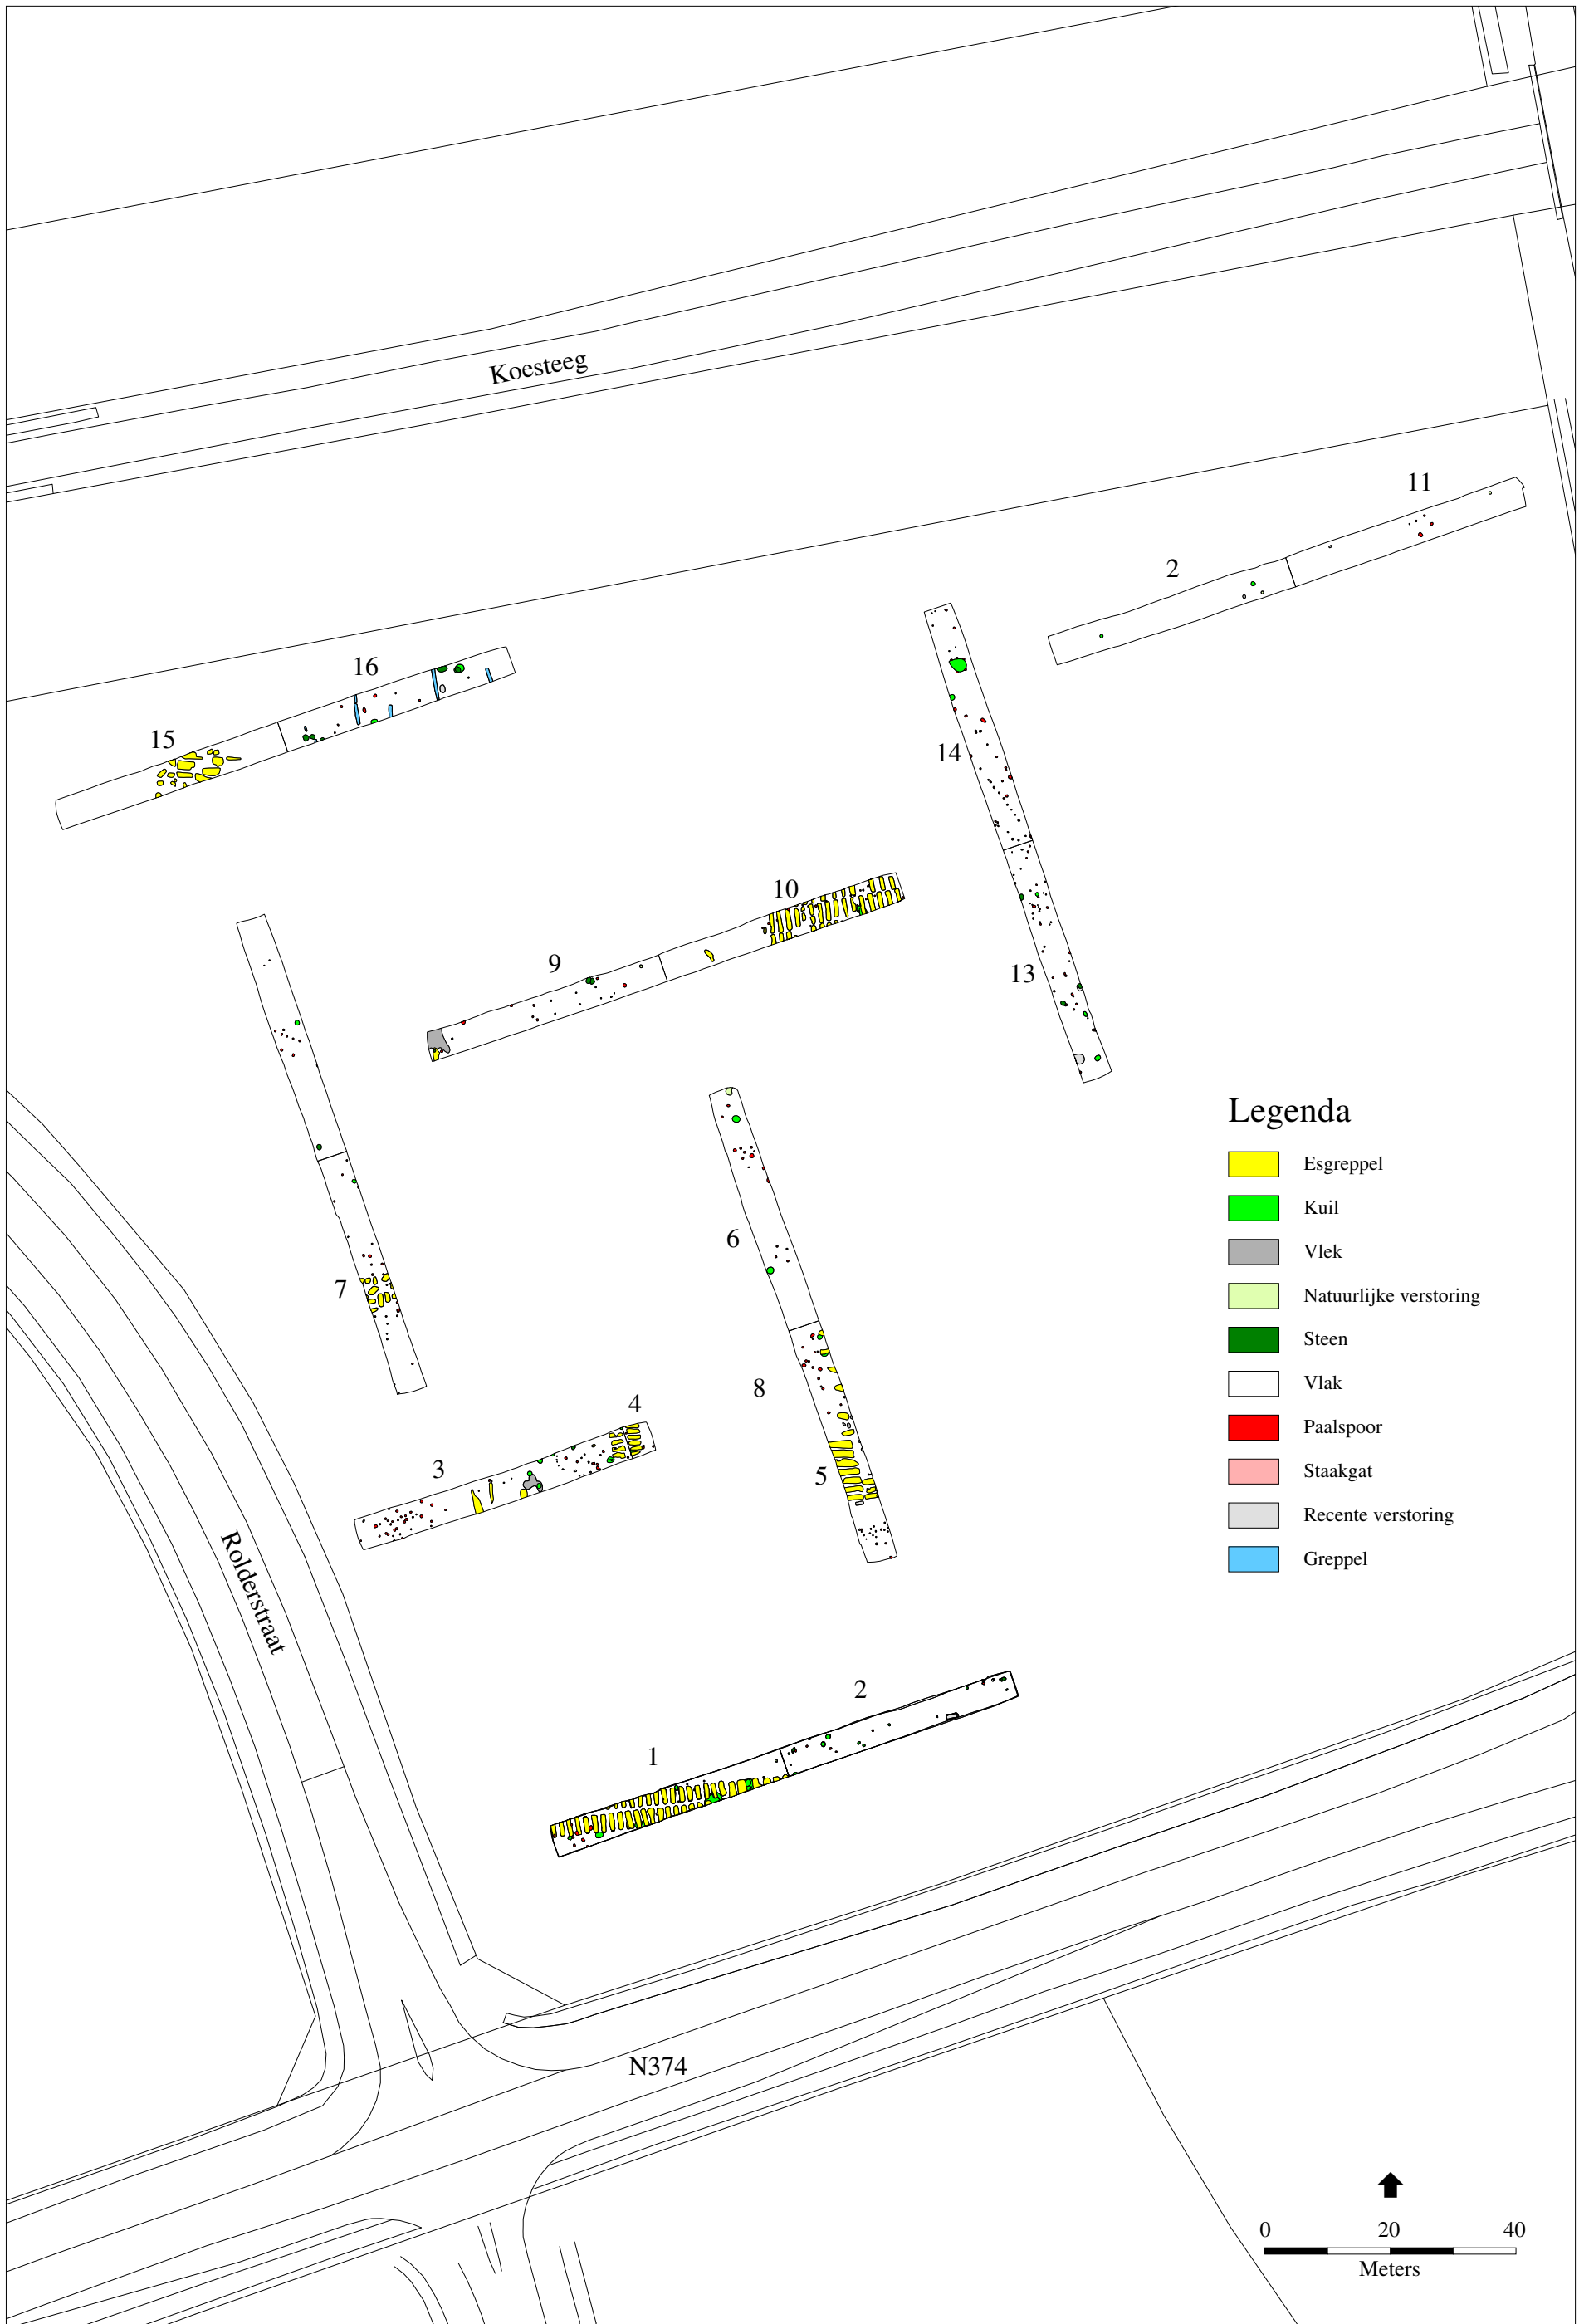 Koesteeg
11
2
16
14
15
10
9
13
Legenda
Esgreppel
Kuil
6
Vlek
7
Natuurlijke verstoring
Steen
8
Vlak
4
Paalspoor
3
5
Staakgat
Recente verstoring
Rolderstraat
Greppel
2
1
N374
0 20 40
Meters